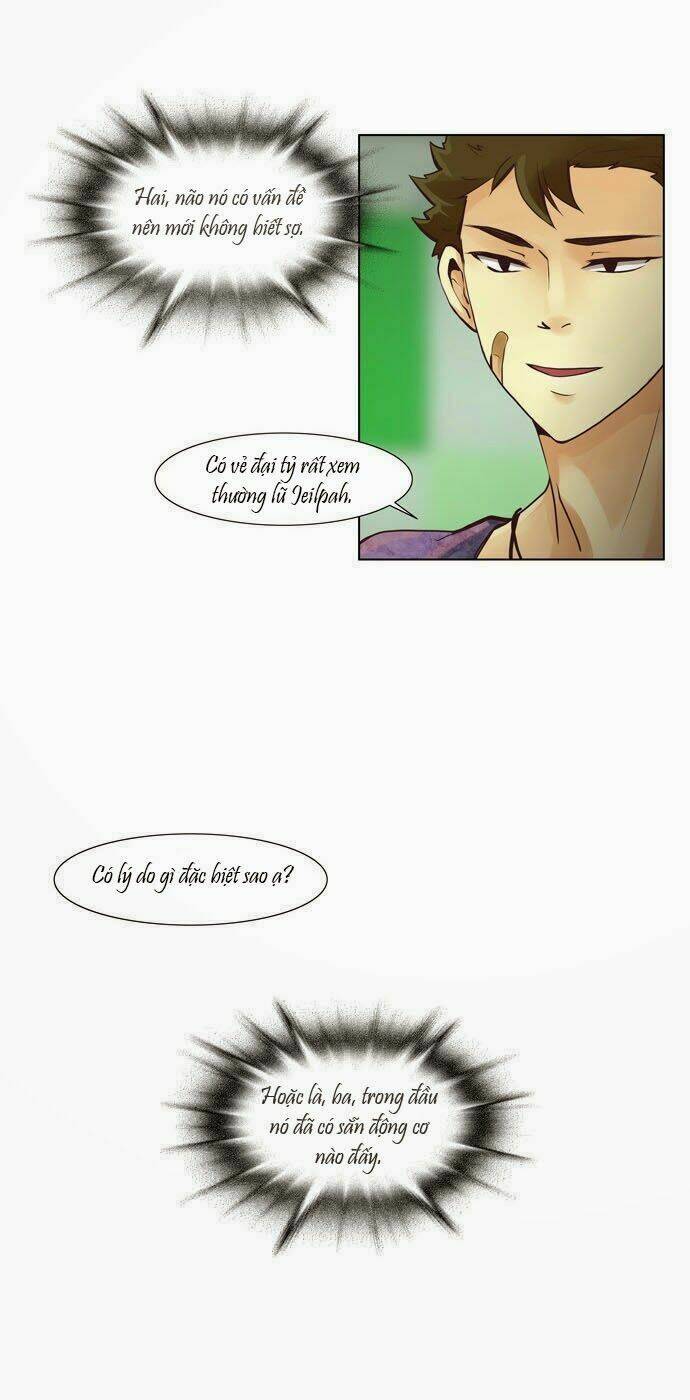 Hai, não nó có vấn đề
nên mới không biết sợ.
Có vẻ đại tỷ rất xem
thường lũ Jeilpah.
Có lý do gì đặc biệt sao ạ?
Hoặc là, ba, trong đầu
nó đã có sẵn động cơ
nào đấy.